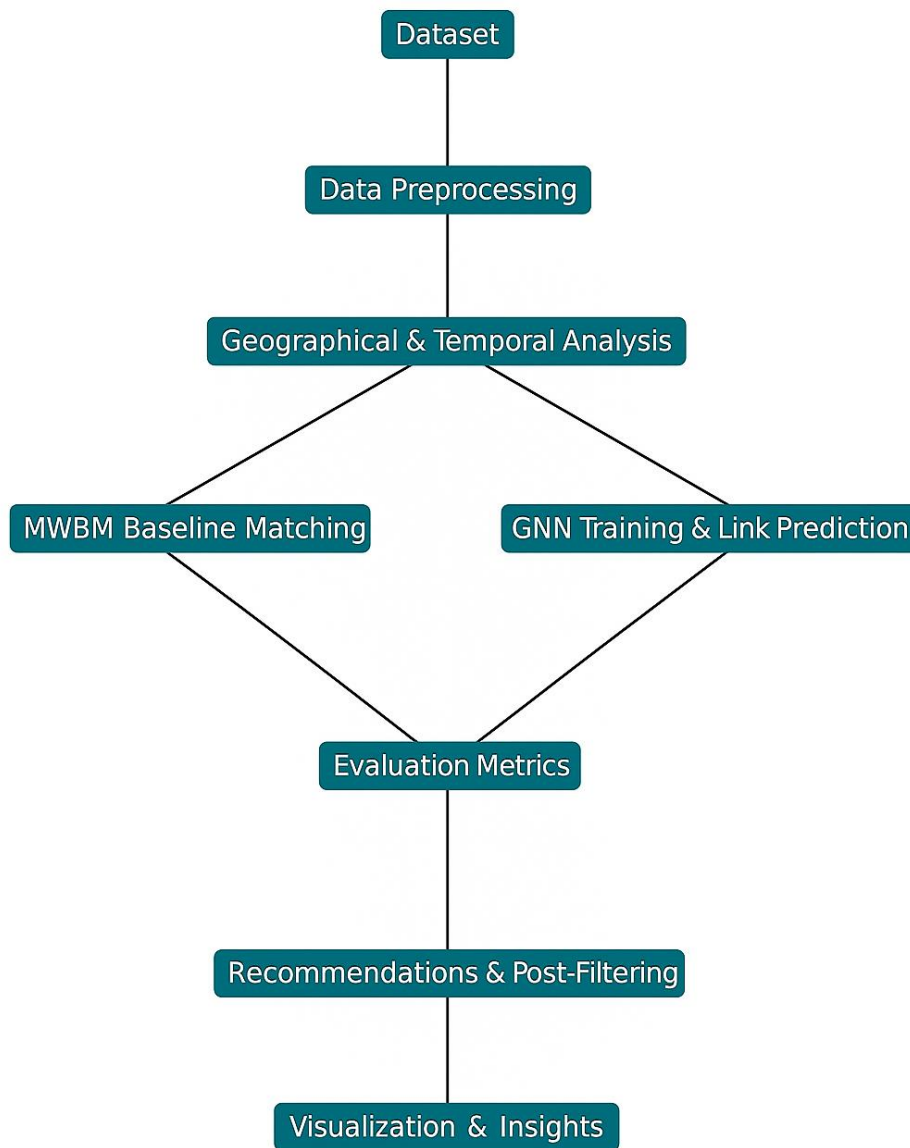 Dataset
Data Preprocessing
Geographical & Temporal Analysis
MWBM Baseline Matching
GNN Training & Link Prediction
Evaluation Metrics
Recommendations & Post-Filtering
Visualization & Insights